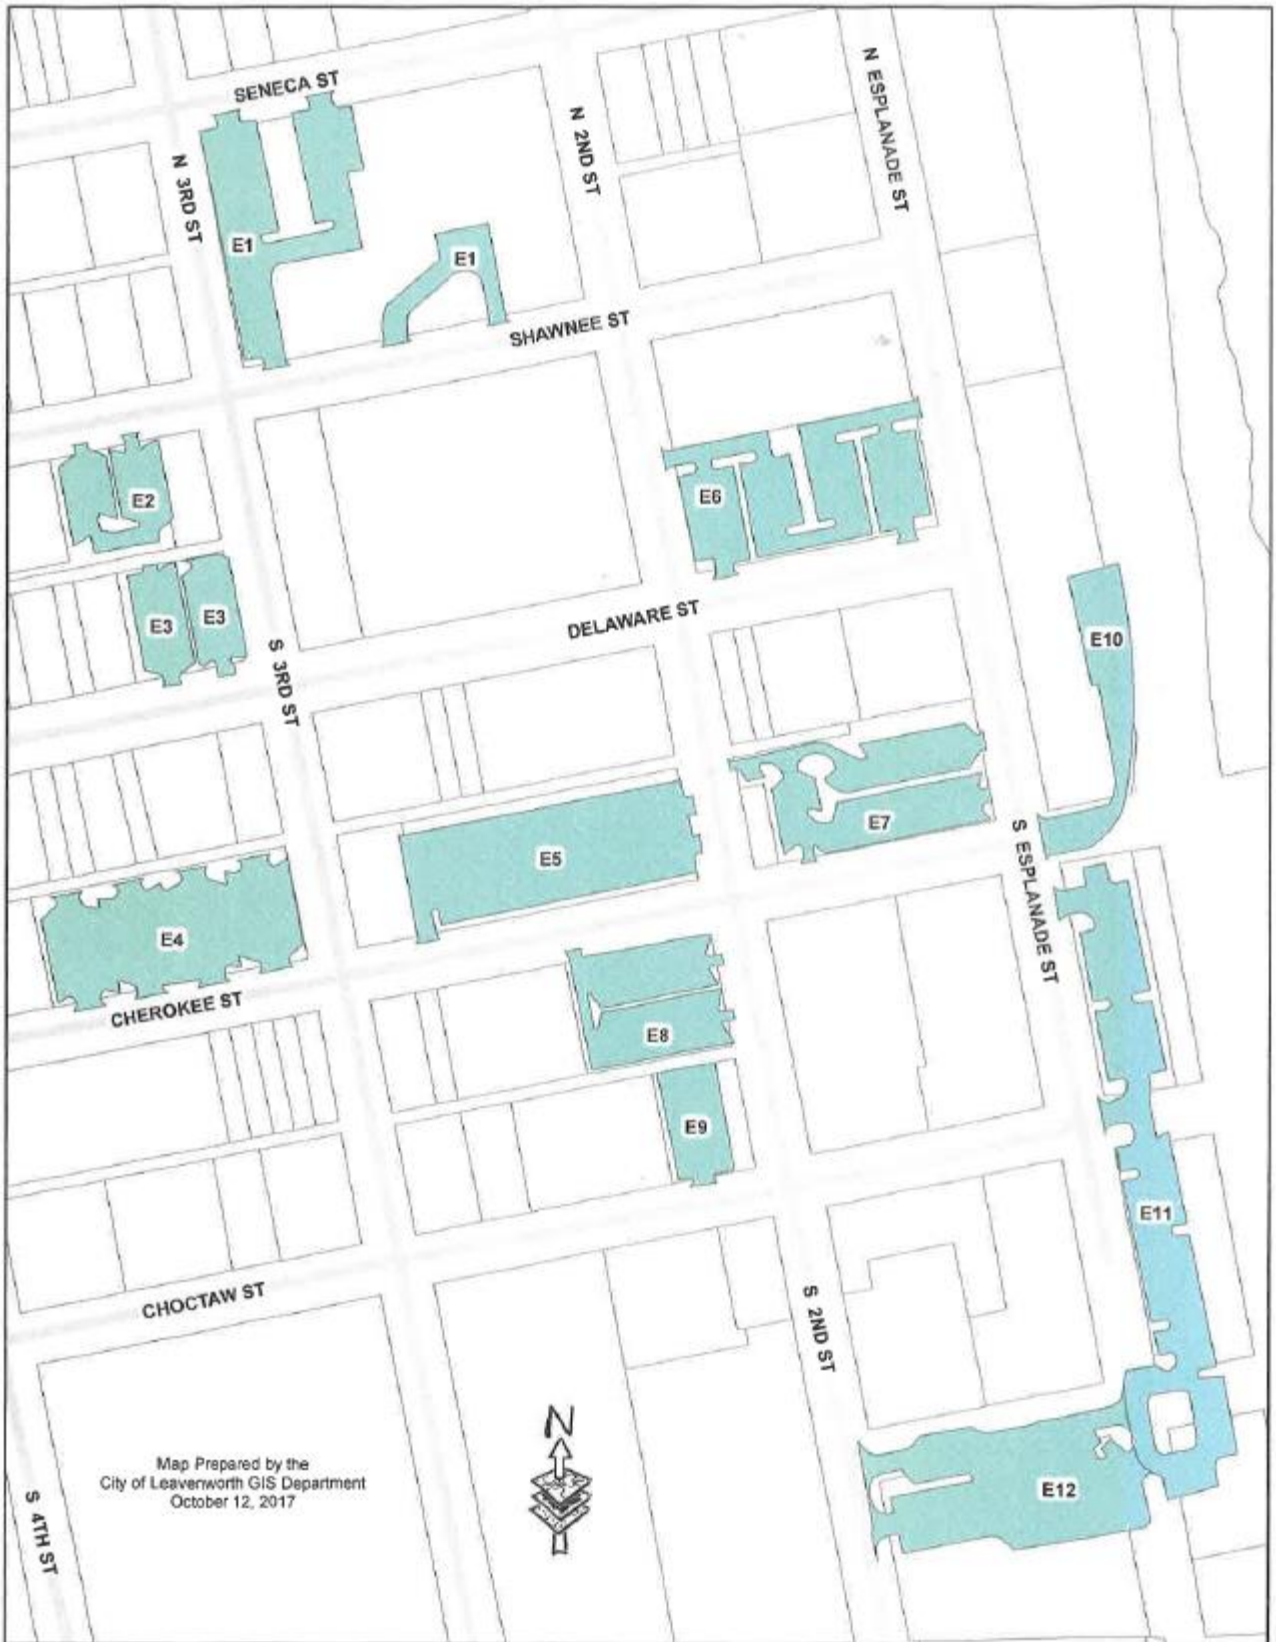 SENECA ST
N ESPLANADE ST
N 2ND ST
N 3RD ST
E1
E1
SHAWNEE ST
E2
E6
E3
E3
DELAWARE ST
E10
S 3RD ST
E7
E5
S ESPLANADE ST
E4
CHEROKEE ST
E8
E9
E11
CHOCTAW ST
S 2ND ST
N
Map Prepared by the
City of Leavenworth GIS Department
October 12, 2017
E12
S 4TH ST